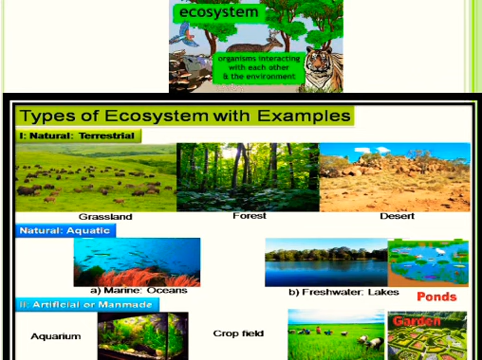 ecosystem
organisms interacting
with each other
& the environment
Types of Ecosystem with Examples
I: Natural: Terrestrial
Grassland Forest Desert
Natural: Aquatic
a) Marine: Oceans b) Freshwater: Lakes Ponds
II: Artificial or Manmade
Aquarium Crop field Garden